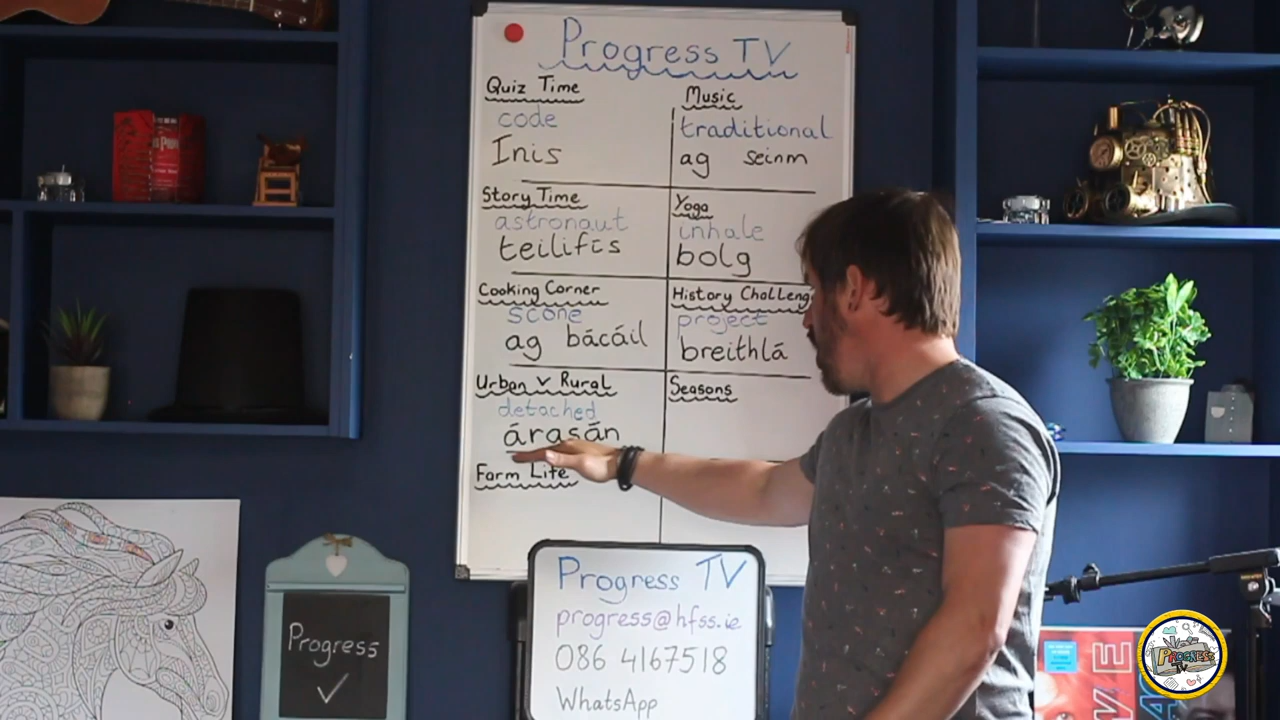 Progress TV
Quiz Time
code
Inis
Music
traditional
ag seinm
Story Time
astronaut
teilifís
Yoga
inhale
bolg
Cooking Corner
scone
ag bácáil
History Challeng
project
breithlá
Urban v Rural
detached
árasán
Seasons
Farm Life
Progress TV
progress@hfss.ie
086 4167518
WhatsApp
Progress
PROGRESS
TV